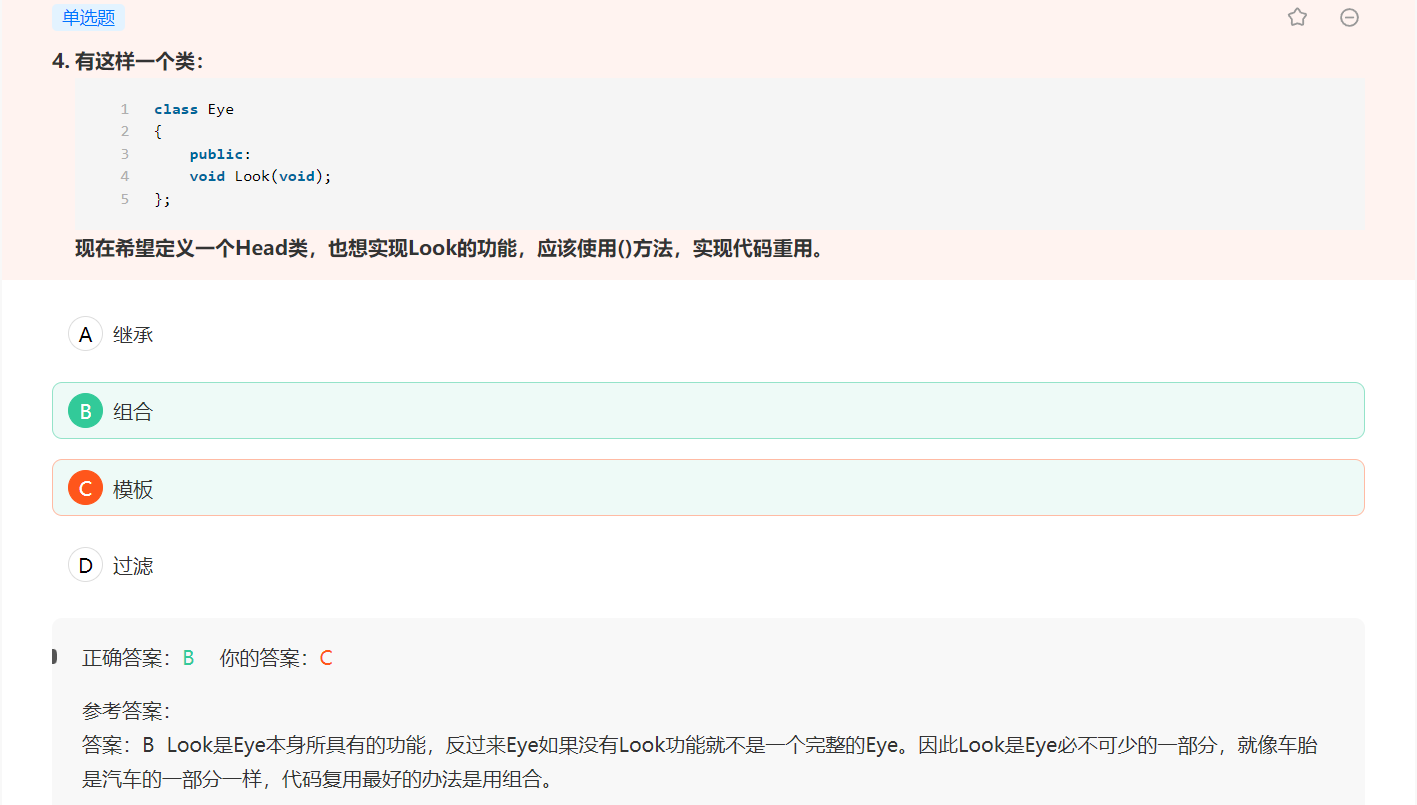 单选题
4. 有这样一个类：
1 class Eye
2 {
3 public:
4 void Look(void);
5 };
现在希望定义一个Head类，也想实现Look的功能，应该使用()方法，实现代码重用。
A 继承
B 组合
C 模板
D 过滤
正确答案：B 你的答案：C
参考答案：
答案：B Look是Eye本身所具有的功能，反过来Eye如果没有Look功能就不是一个完整的Eye。因此Look是Eye必不可少的一部分，就像车胎
是汽车的一部分一样，代码复用最好的办法是用组合。